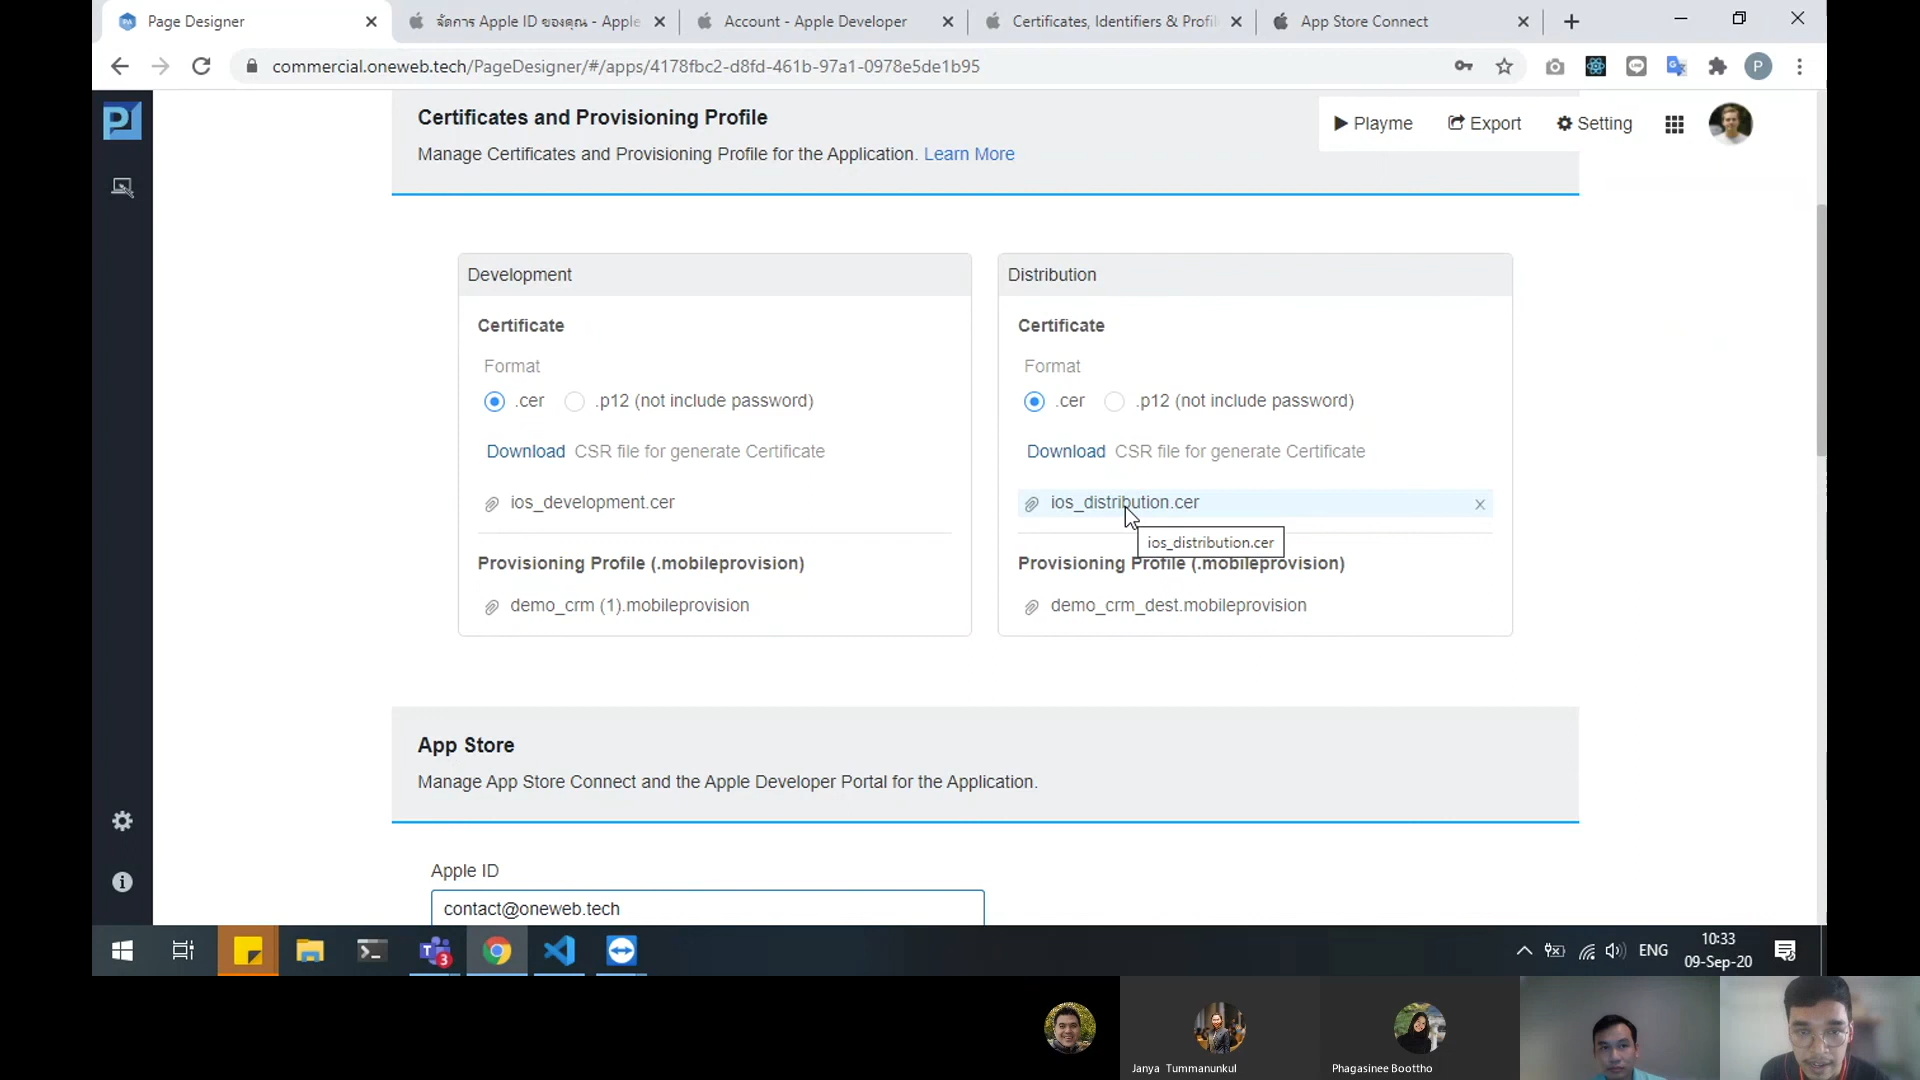 Page Designer
จัดการ Apple ID ของคุณ - Apple
Account - Apple Developer
Certificates, Identifiers & Profil
App Store Connect
commercial.oneweb.tech/PageDesigner/#/apps/4178fbc2-d8fd-461b-97a1-0978e5de1b95
P
Certificates and Provisioning Profile
Manage Certificates and Provisioning Profile for the Application. Learn More
Playme
Export
Setting
Development
Certificate
Format
.cer
.p12 (not include password)
Download CSR file for generate Certificate
ios_development.cer
Provisioning Profile (.mobileprovision)
demo_crm (1).mobileprovision
Distribution
Certificate
Format
.cer
.p12 (not include password)
Download CSR file for generate Certificate
ios_distribution.cer
ios_distribution.cer
Provisioning Profile (.mobileprovision)
demo_crm_dest.mobileprovision
App Store
Manage App Store Connect and the Apple Developer Portal for the Application.
Apple ID
contact@oneweb.tech
3
ENG
10:33
09-Sep-20
Janya Tummanunkul
Phagasinee Boottho